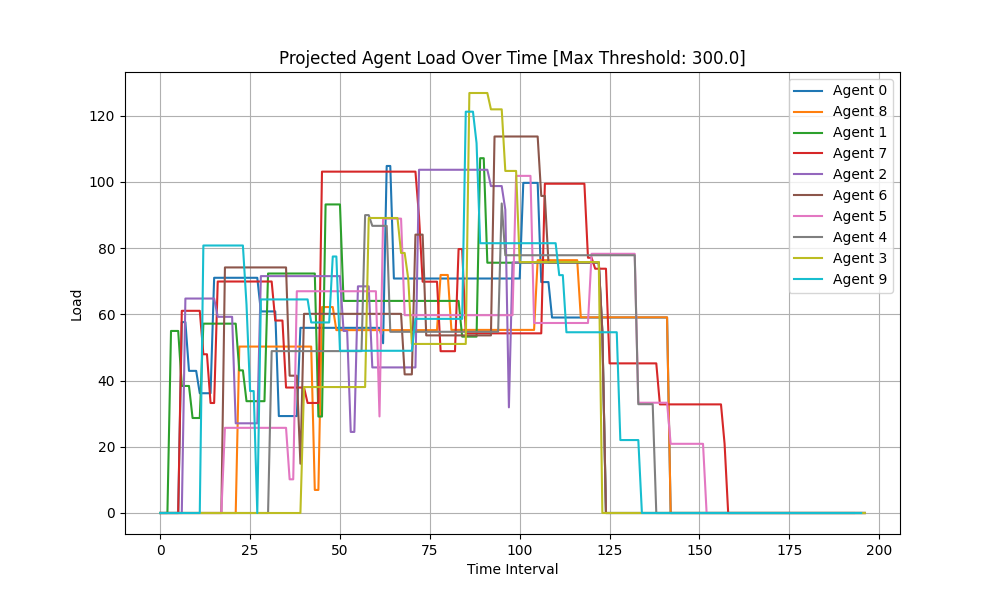 Projected Agent Load Over Time [Max Threshold: 300.0]
Load
120
100
80
60
40
20
0
0
25
50
75
100
125
150
175
200
Time Interval
Agent 0
Agent 8
Agent 1
Agent 7
Agent 2
Agent 6
Agent 5
Agent 4
Agent 3
Agent 9